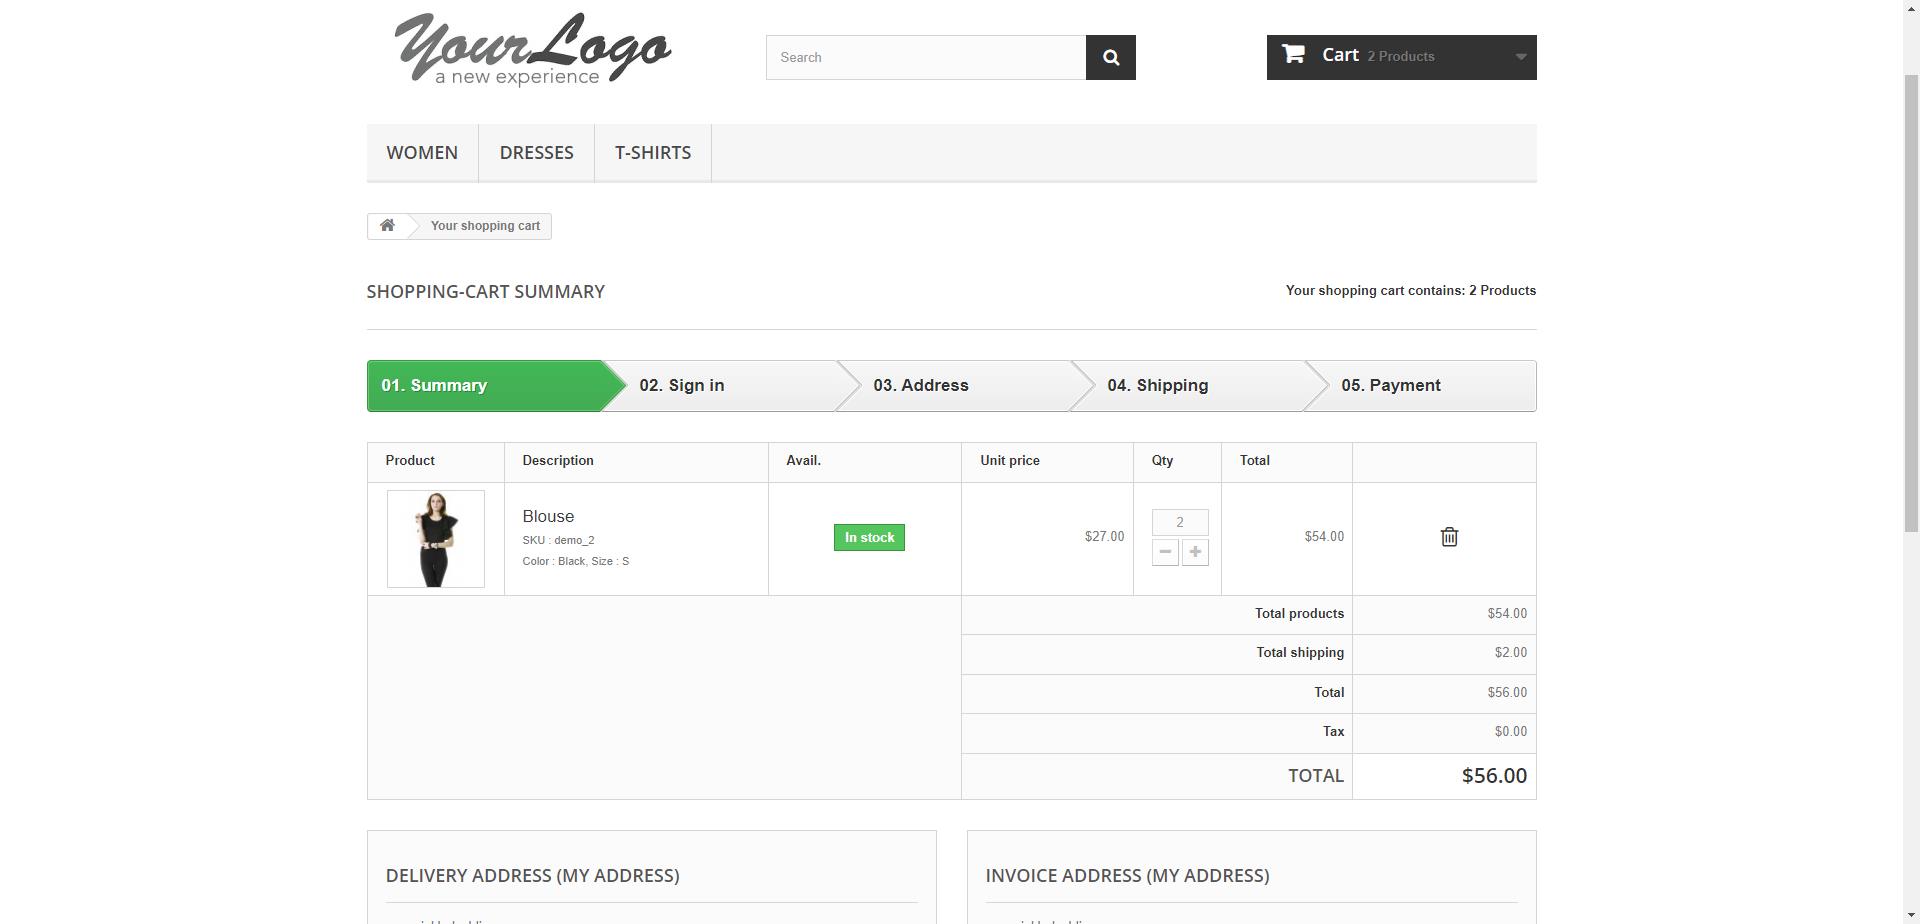 YourLogo
a new experience
Search
Cart 2 Products
WOMEN
DRESSES
T-SHIRTS
Your shopping cart
SHOPPING-CART SUMMARY
Your shopping cart contains: 2 Products
01. Summary
02. Sign in
03. Address
04. Shipping
05. Payment
Product Description Avail. Unit price Qty Total
Blouse
SKU : demo_2
Color : Black, Size : S
In stock
$27.00
2
$54.00
Total products $54.00
Total shipping $2.00
Total $56.00
Tax $0.00
TOTAL $56.00
DELIVERY ADDRESS (MY ADDRESS)
INVOICE ADDRESS (MY ADDRESS)